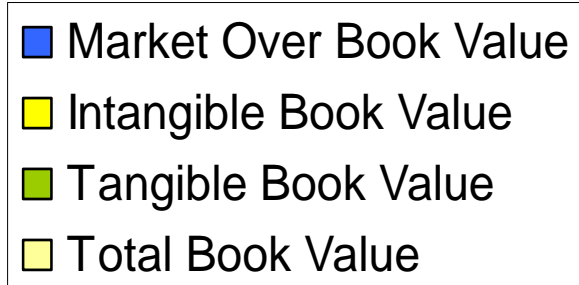 Market Over Book Value
Intangible Book Value
Tangible Book Value
Total Book Value